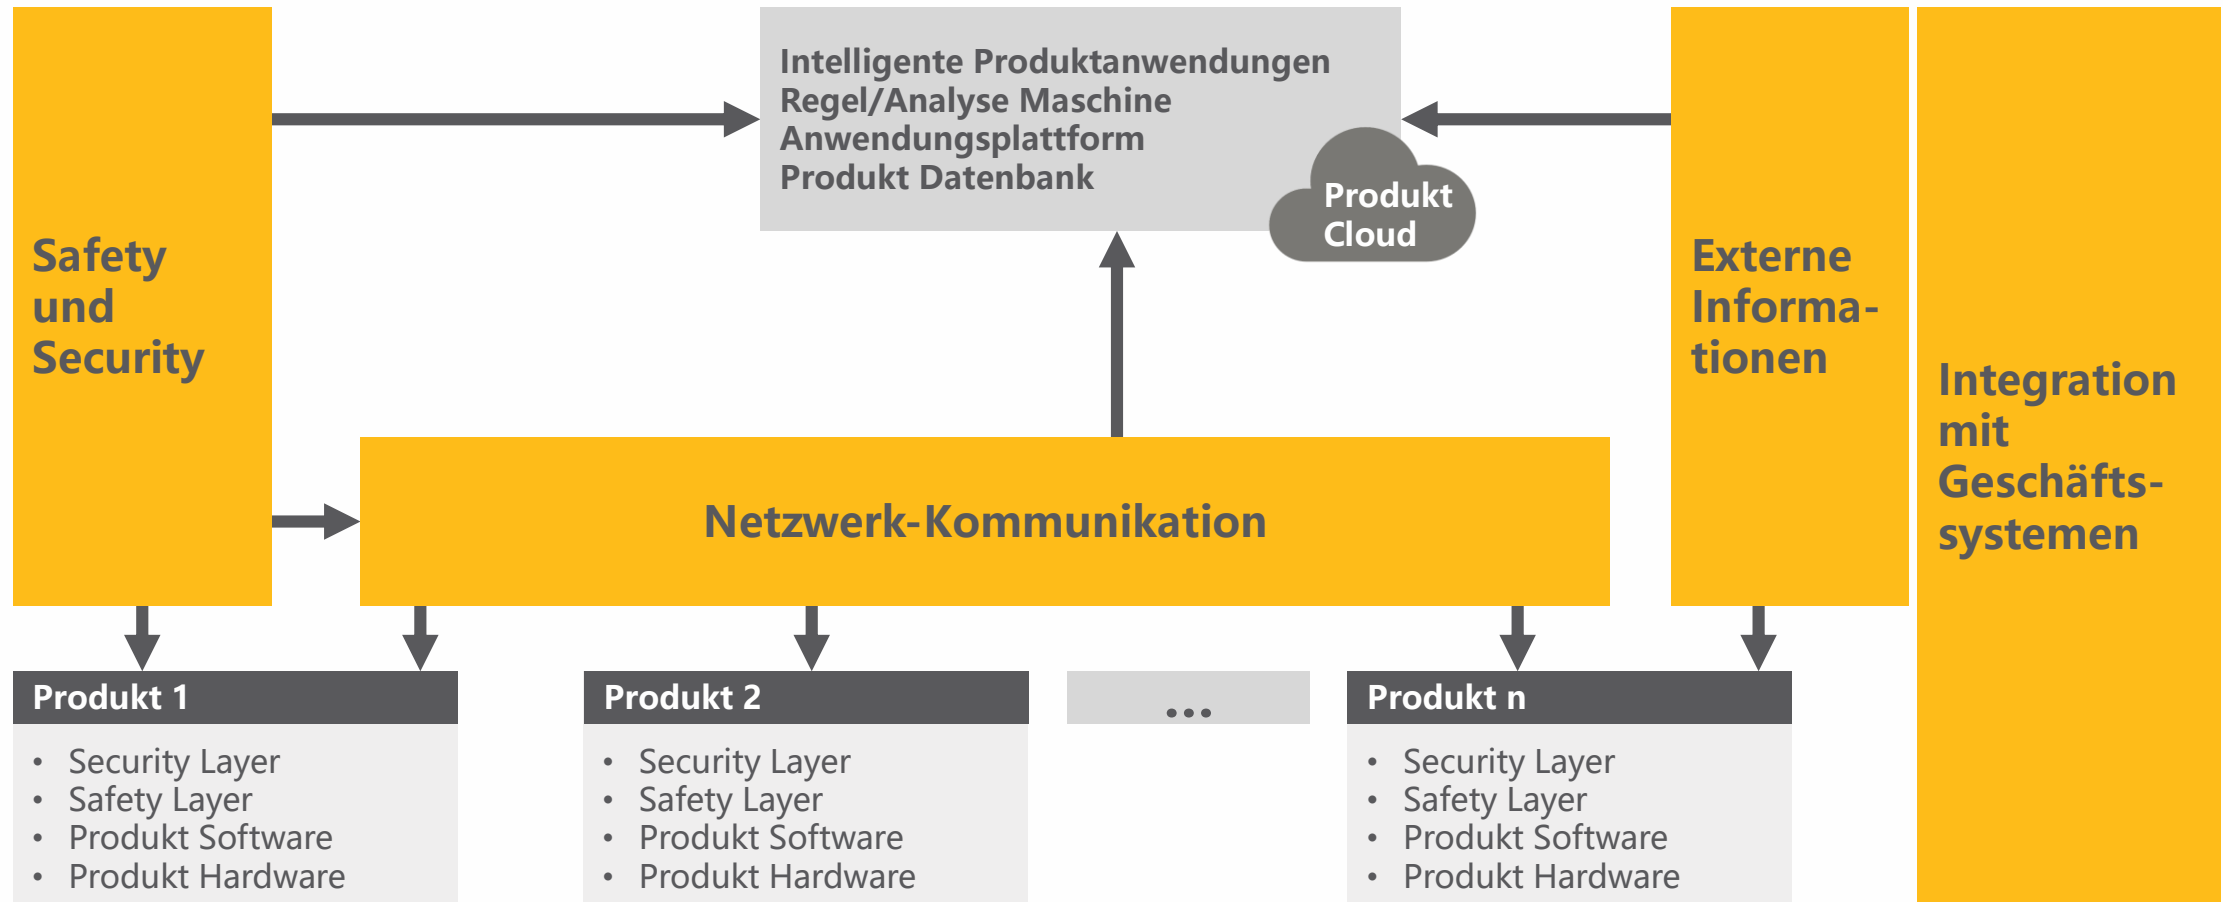 Safety
und
Security
Intelligente Produktanwendungen
Regel/Analyse Maschine
Anwendungsplattform
Produkt Datenbank
Produkt
Cloud
Externe
Informa-
tionen
Integration
mit
Geschäfts-
systemen
Netzwerk-Kommunikation
Produkt 1
• Security Layer
• Safety Layer
• Produkt Software
• Produkt Hardware
Produkt 2
• Security Layer
• Safety Layer
• Produkt Software
• Produkt Hardware
...
Produkt n
• Security Layer
• Safety Layer
• Produkt Software
• Produkt Hardware